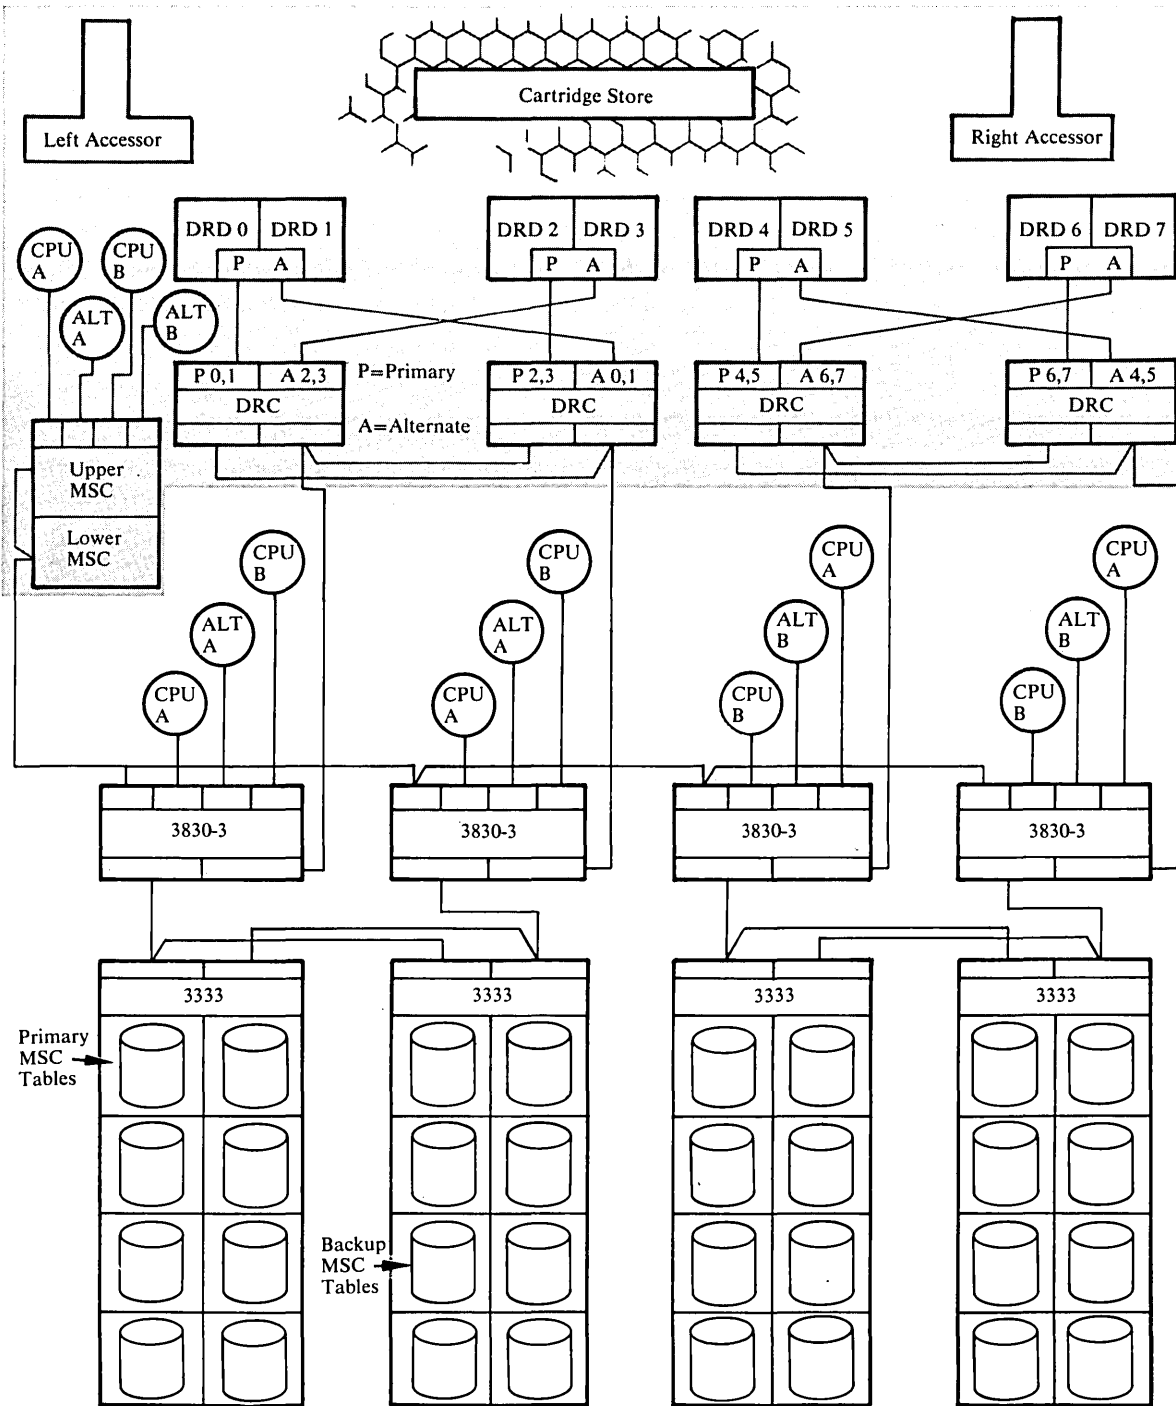 Cartridge Store
Left Accessor
Right Accessor
DRD 0 DRD 1
P A
DRD 2 DRD 3
P A
DRD 4 DRD 5
P A
DRD 6 DRD 7
P A
CPU
A
CPU
B
ALT
A
ALT
B
P 0,1 A 2,3
DRC
P=Primary
A=Alternate
P 2,3 A 0,1
DRC
P 4,5 A 6,7
DRC
P 6,7 A 4,5
DRC
Upper
MSC
Lower
MSC
CPU
B
ALT
A
CPU
A
CPU
B
ALT
A
CPU
A
CPU
A
ALT
B
CPU
B
CPU
A
ALT
B
CPU
B
3830-3
3830-3
3830-3
3830-3
3333
3333
3333
3333
Primary
MSC
Tables
Backup
MSC
Tables